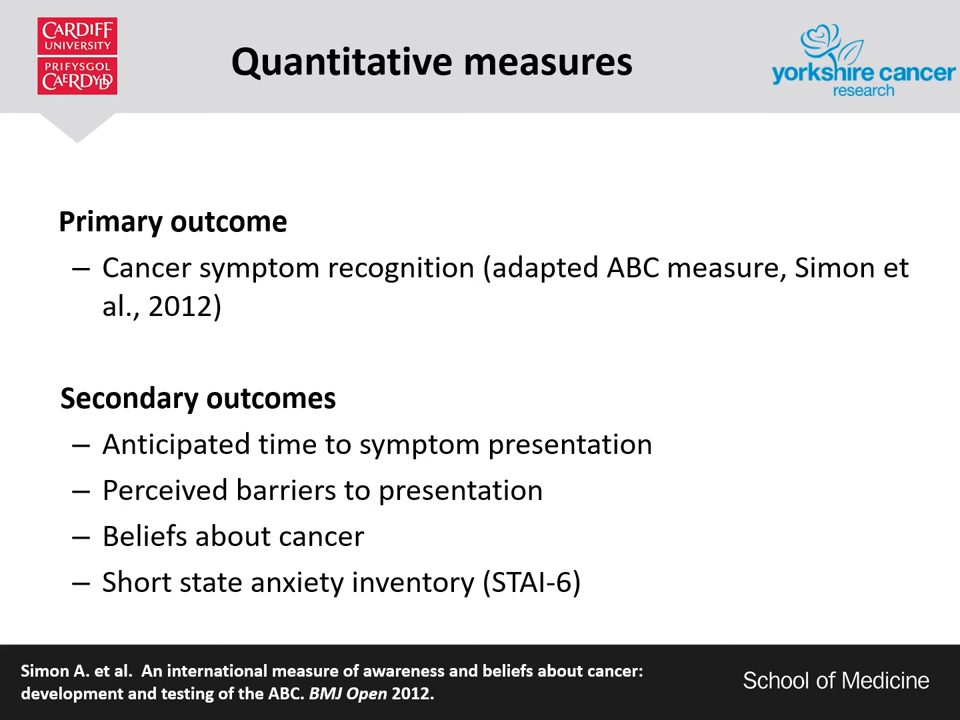 CARDIFF
UNIVERSITY
PRIFYSGOL
CAERDYDD
Quantitative measures
yorkshire cancer
research
Primary outcome
– Cancer symptom recognition (adapted ABC measure, Simon et
al., 2012)
Secondary outcomes
– Anticipated time to symptom presentation
– Perceived barriers to presentation
– Beliefs about cancer
– Short state anxiety inventory (STAI-6)
Simon A. et al.  An international measure of awareness and beliefs about cancer:
development and testing of the ABC. BMJ Open 2012.
School of Medicine